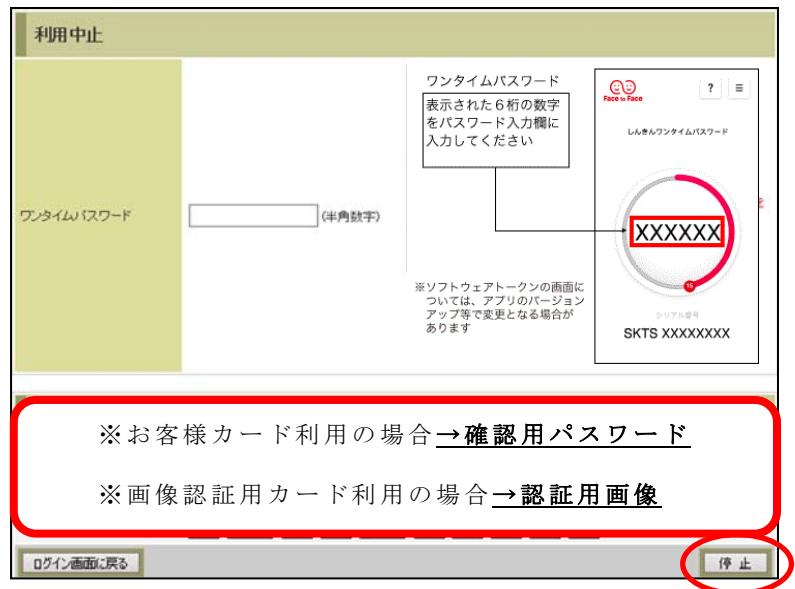 利用中止
ワンタイムパスワード
(半角数字)
ワンタイムパスワード
表示された6桁の数字
をパスワード入力欄に
入力してください
※ソフトウェアトークンの画面に
ついては、アプリのバージョン
アップ等で変更となる場合が
あります
Face to Face
?
≡
しんきんワンタイムパスワード
XXXXXX
15
シリアル番号
SKTS XXXXXXXX
※お客様カード利用の場合→確認用パスワード
※画像認証用カード利用の場合→認証用画像
ログイン画面に戻る
停 止